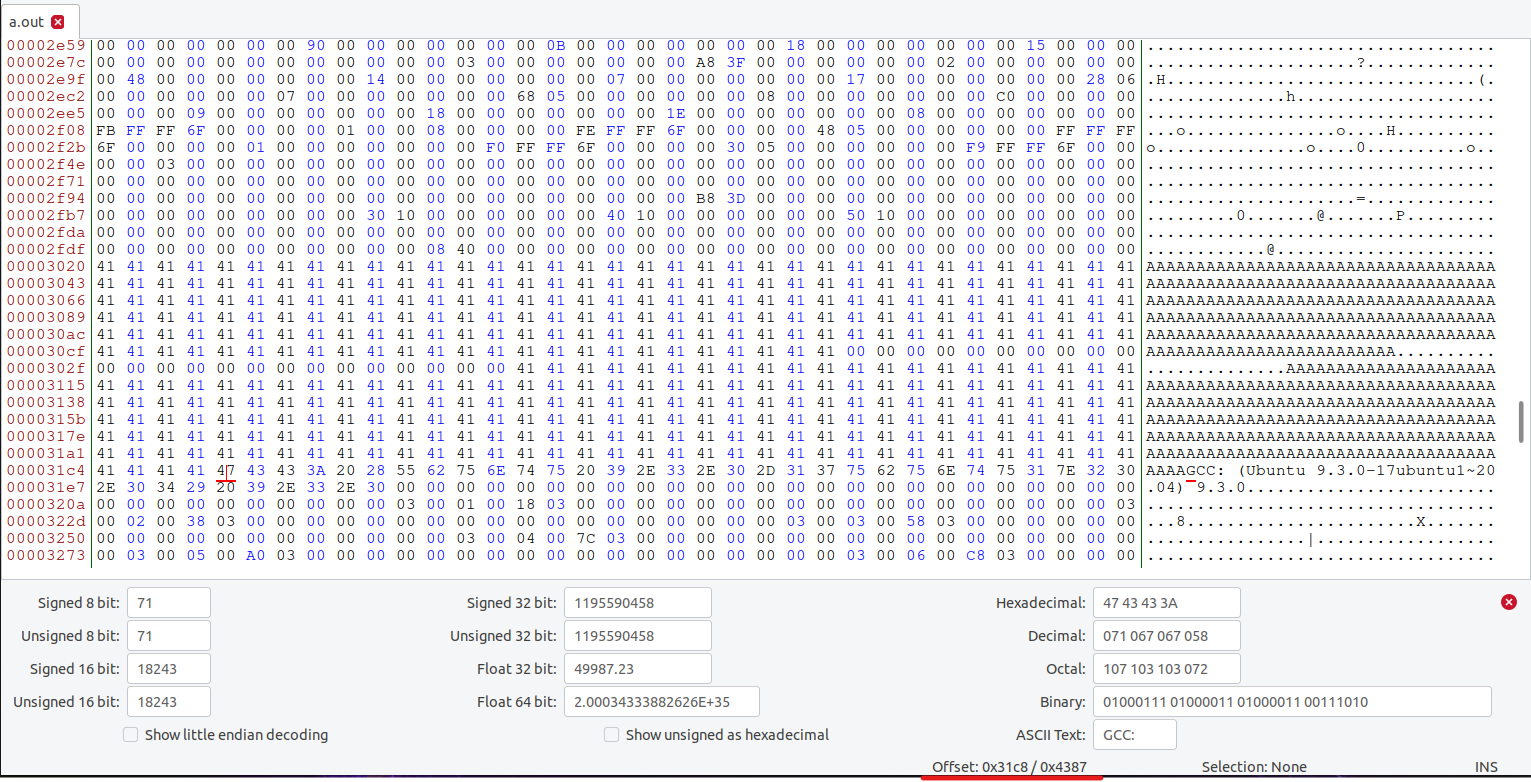 a.out
00002e59 00 00 00 00 00 00 00 90 00 00 00 00 00 00 00 0B 00 00 00 00 00 00 00 18 00 00 00 00 00 00 00 15 00 00 00 ...................................
00002e7c 00 00 00 00 00 00 00 00 00 00 00 00 03 00 00 00 00 00 00 00 A8 3F 00 00 00 00 00 00 02 00 00 00 00 00 00 .....................?.............
00002e9f 00 48 00 00 00 00 00 00 00 14 00 00 00 00 00 00 00 07 00 00 00 00 00 00 00 17 00 00 00 00 00 00 00 28 06 .H...............................(.
00002ec2 00 00 00 00 00 00 07 00 00 00 00 00 00 00 68 05 00 00 00 00 00 00 08 00 00 00 00 00 00 00 C0 00 00 00 00 ..............h....................
00002ee5 00 00 00 09 00 00 00 00 00 00 00 18 00 00 00 00 00 00 00 1E 00 00 00 00 00 00 00 08 00 00 00 00 00 00 00 ...................................
00002f08 FB FF FF 6F 00 00 00 00 01 00 00 08 00 00 00 00 FE FF FF 6F 00 00 00 00 48 05 00 00 00 00 00 00 FF FF FF ...o...............o....H..........
00002f2b 6F 00 00 00 00 01 00 00 00 00 00 00 00 F0 FF FF 6F 00 00 00 00 30 05 00 00 00 00 00 00 F9 FF FF 6F 00 00 o...............o....0..........o..
00002f4e 00 00 03 00 00 00 00 00 00 00 00 00 00 00 00 00 00 00 00 00 00 00 00 00 00 00 00 00 00 00 00 00 00 00 00 ...................................
00002f71 00 00 00 00 00 00 00 00 00 00 00 00 00 00 00 00 00 00 00 00 00 00 00 00 00 00 00 00 00 00 00 00 00 00 00 ...................................
00002f94 00 00 00 00 00 00 00 00 00 00 00 00 00 00 00 00 00 00 00 00 B8 3D 00 00 00 00 00 00 00 00 00 00 00 00 00 .....................=.............
00002fb7 00 00 00 00 00 00 00 00 00 30 10 00 00 00 00 00 00 40 10 00 00 00 00 00 00 50 10 00 00 00 00 00 00 00 00 .........0.......@.......P.........
00002fda 00 00 00 00 00 00 00 00 00 00 00 00 00 00 00 00 00 00 00 00 00 00 00 00 00 00 00 00 00 00 00 00 00 00 00 ...................................
00002fdf 00 00 00 00 00 00 00 00 00 00 00 08 40 00 00 00 00 00 00 00 00 00 00 00 00 00 00 00 00 00 00 00 00 00 00 ............@......................
00003020 41 41 41 41 41 41 41 41 41 41 41 41 41 41 41 41 41 41 41 41 41 41 41 41 41 41 41 41 41 41 41 41 41 41 41 AAAAAAAAAAAAAAAAAAAAAAAAAAAAAAAAAAA
00003043 41 41 41 41 41 41 41 41 41 41 41 41 41 41 41 41 41 41 41 41 41 41 41 41 41 41 41 41 41 41 41 41 41 41 41 AAAAAAAAAAAAAAAAAAAAAAAAAAAAAAAAAAA
00003066 41 41 41 41 41 41 41 41 41 41 41 41 41 41 41 41 41 41 41 41 41 41 41 41 41 41 41 41 41 41 41 41 41 41 41 AAAAAAAAAAAAAAAAAAAAAAAAAAAAAAAAAAA
00003089 41 41 41 41 41 41 41 41 41 41 41 41 41 41 41 41 41 41 41 41 41 41 41 41 41 41 41 41 41 41 41 41 41 41 41 AAAAAAAAAAAAAAAAAAAAAAAAAAAAAAAAAAA
000030ac 41 41 41 41 41 41 41 41 41 41 41 41 41 41 41 41 41 41 41 41 41 41 41 41 41 41 41 41 41 41 41 41 41 41 41 AAAAAAAAAAAAAAAAAAAAAAAAAAAAAAAAAAA
000030cf 41 41 41 41 41 41 41 41 41 41 41 41 41 41 41 41 41 41 41 41 41 41 41 41 41 00 00 00 00 00 00 00 00 00 00 AAAAAAAAAAAAAAAAAAAAAAAAA..........
0000302f 00 00 00 00 00 00 00 00 00 00 00 00 00 00 41 41 41 41 41 41 41 41 41 41 41 41 41 41 41 41 41 41 41 41 41 ..............AAAAAAAAAAAAAAAAAAAAA
00003115 41 41 41 41 41 41 41 41 41 41 41 41 41 41 41 41 41 41 41 41 41 41 41 41 41 41 41 41 41 41 41 41 41 41 41 AAAAAAAAAAAAAAAAAAAAAAAAAAAAAAAAAAA
00003138 41 41 41 41 41 41 41 41 41 41 41 41 41 41 41 41 41 41 41 41 41 41 41 41 41 41 41 41 41 41 41 41 41 41 41 AAAAAAAAAAAAAAAAAAAAAAAAAAAAAAAAAAA
0000315b 41 41 41 41 41 41 41 41 41 41 41 41 41 41 41 41 41 41 41 41 41 41 41 41 41 41 41 41 41 41 41 41 41 41 41 AAAAAAAAAAAAAAAAAAAAAAAAAAAAAAAAAAA
0000317e 41 41 41 41 41 41 41 41 41 41 41 41 41 41 41 41 41 41 41 41 41 41 41 41 41 41 41 41 41 41 41 41 41 41 41 AAAAAAAAAAAAAAAAAAAAAAAAAAAAAAAAAAA
000031a1 41 41 41 41 41 41 41 41 41 41 41 41 41 41 41 41 41 41 41 41 41 41 41 41 41 41 41 41 41 41 41 41 41 41 41 AAAAAAAAAAAAAAAAAAAAAAAAAAAAAAAAAAA
000031c4 41 41 41 41 47 43 43 3A 20 28 55 62 75 6E 74 75 20 39 2E 33 2E 30 2D 31 37 75 62 75 6E 74 75 31 7E 32 30 AAAAGCC: (Ubuntu 9.3.0-17ubuntu1~20
000031e7 2E 30 34 29 20 39 2E 33 2E 30 00 00 00 00 00 00 00 00 00 00 00 00 00 00 00 00 00 00 00 00 00 00 00 00 00 .04) 9.3.0.........................
0000320a 00 00 00 00 00 00 00 00 00 00 03 00 01 00 18 03 00 00 00 00 00 00 00 00 00 00 00 00 00 00 00 00 00 00 03 ...................................
0000322d 00 02 00 38 03 00 00 00 00 00 00 00 00 00 00 00 00 00 00 00 00 00 00 03 00 03 00 58 03 00 00 00 00 00 00 ...8.......................X.......
00003250 00 00 00 00 00 00 00 00 00 00 00 00 03 00 04 00 7C 03 00 00 00 00 00 00 00 00 00 00 00 00 00 00 00 00 00 ................|..................
00003273 00 03 00 05 00 A0 03 00 00 00 00 00 00 00 00 00 00 00 00 00 00 00 00 00 00 03 00 06 00 C8 03 00 00 00 00 ...................................
Signed 8 bit: 71 Signed 32 bit: 1195590458 Hexadecimal: 47 43 43 3A
Unsigned 8 bit: 71 Unsigned 32 bit: 1195590458 Decimal: 071 067 067 058
Signed 16 bit: 18243 Float 32 bit: 49987.23 Octal: 107 103 103 072
Unsigned 16 bit: 18243 Float 64 bit: 2.00034333882626E+35 Binary: 01000111 01000011 01000011 00111010
Show little endian decoding Show unsigned as hexadecimal ASCII Text: GCC:
Offset: 0x31c8 / 0x4387 Selection: None INS